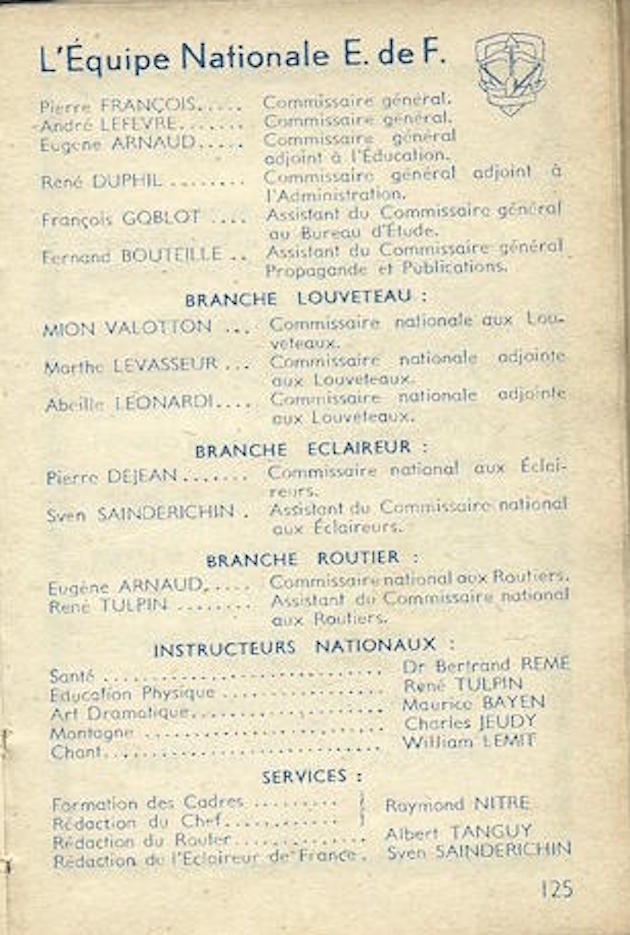 L'Équipe Nationale E. de F.
Pierre FRANÇOIS..... Commissaire général.
André LEFEVRE....... Commissaire général.
Eugène ARNAUD..... Commissaire général
adjoint à l'Éducation.
René DUPHIL ........ Commissaire général adjoint à
l'Administration.
François GOBLOT .... Assistant du Commissaire général
au Bureau d'Étude.
Fernand BOUTEILLE .. Assistant du Commissaire général
Propagande et Publications.
BRANCHE LOUVETEAU :
MION VALOTTON ... Commissaire nationale aux Lou-
veteaux.
Marthe LEVASSEUR ... Commissaire nationale adjointe
aux Louveteaux.
Abeille LEONARDI.... Commissaire nationale adjointe
aux Louveteaux.
BRANCHE ECLAIREUR :
Pierre DEJEAN....... Commissaire national aux Éclai-
reurs.
Sven SAINDERICHIN . Assistant du Commissaire national
aux Éclaireurs.
BRANCHE ROUTIER :
Eugène ARNAUD..... Commissaire national aux Routiers.
René TULPIN ........ Assistant du Commissaire national
aux Routiers.
INSTRUCTEURS NATIONAUX :
Santé .............................. Dr Bertrand REME
Education Physique ................. René TULPIN
Art Dramatique..................... Maurice BAYEN
Montagne .......................... Charles JEUDY
Chant.............................. William LEMIT
SERVICES :
Formation des Cadres ......... } Raymond NITRE
Rédaction du Chef............ }
Rédaction du Router.............. Albert TANGUY
Rédaction de l'Eclaireur de France . Sven SAINDERICHIN
125